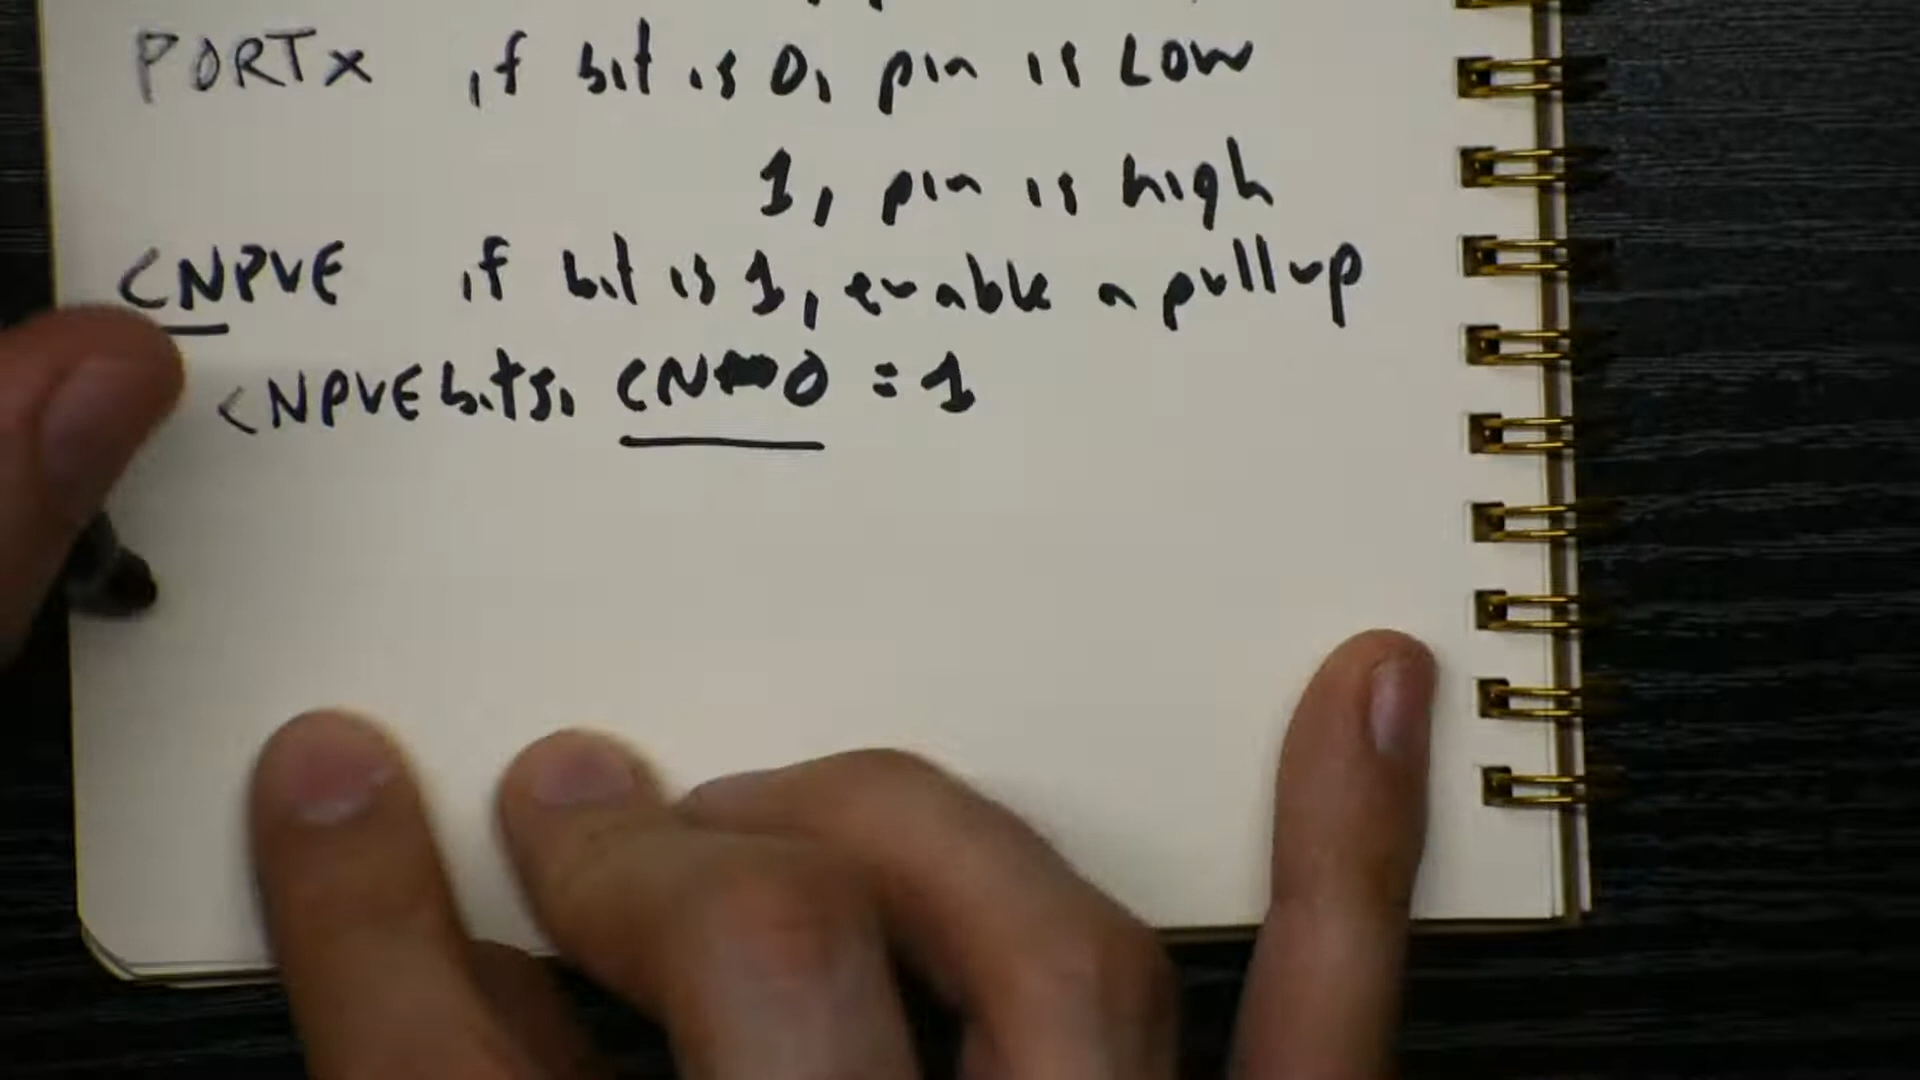 PORTx if bit is 0, pin is Low
1, pin is high
CNPUE if bit is 1, enable a pullup
CNPUEbits. CN0 = 1